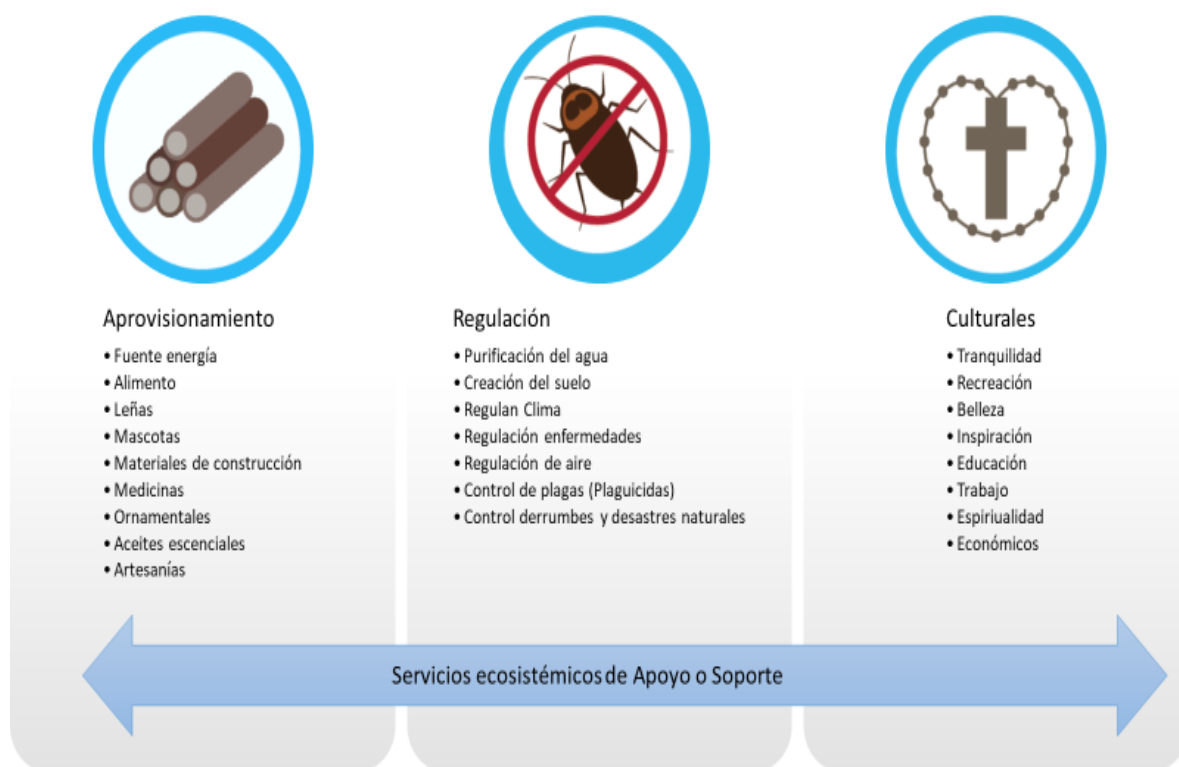 Aprovisionamiento
• Fuente energía
• Alimento
• Leñas
• Mascotas
• Materiales de construcción
• Medicinas
• Ornamentales
• Aceites escenciales
• Artesanías
Regulación
• Purificación del agua
• Creación del suelo
• Regulan Clima
• Regulación enfermedades
• Regulación de aire
• Control de plagas (Plaguicidas)
• Control derrumbes y desastres naturales
Culturales
• Tranquilidad
• Recreación
• Belleza
• Inspiración
• Educación
• Trabajo
• Espiriualidad
• Económicos
Servicios ecosistémicos de Apoyo o Soporte